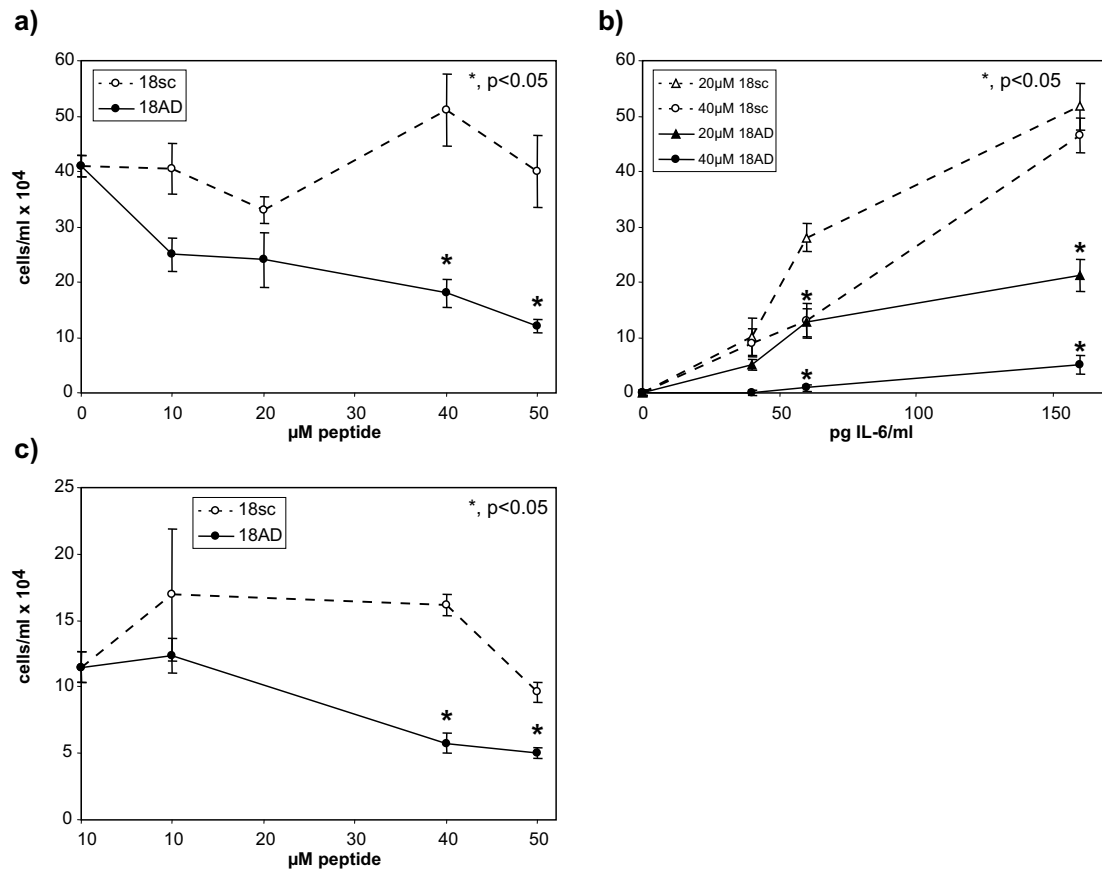 a)
*, p<0.05
18sc
18AD
cells/ml x 10⁴
60
50
40
30
20
10
0
0 10 20 30 40 50
µM peptide
* *
b)
*, p<0.05
20µM 18sc
40µM 18sc
20µM 18AD
40µM 18AD
60
50
40
30
20
10
0
0 50 100 150
pg IL-6/ml
* * * *
c)
*, p<0.05
18sc
18AD
cells/ml x 10⁴
25
20
15
10
5
0
10 10 20 30 40 50
µM peptide
* *